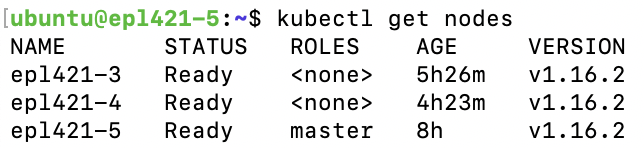 [ubuntu@epl421-5:~$ kubectl get nodes
NAME STATUS ROLES AGE VERSION
epl421-3 Ready <none> 5h26m v1.16.2
epl421-4 Ready <none> 4h23m v1.16.2
epl421-5 Ready master 8h v1.16.2